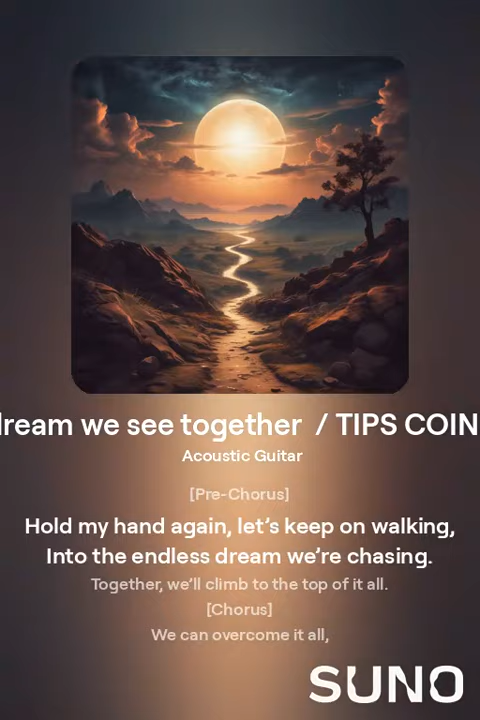 dream we see together / TIPS COIN
Acoustic Guitar
[Pre-Chorus]
Hold my hand again, let’s keep on walking,
Into the endless dream we’re chasing.
Together, we’ll climb to the top of it all.
[Chorus]
We can overcome it all,
SUNO